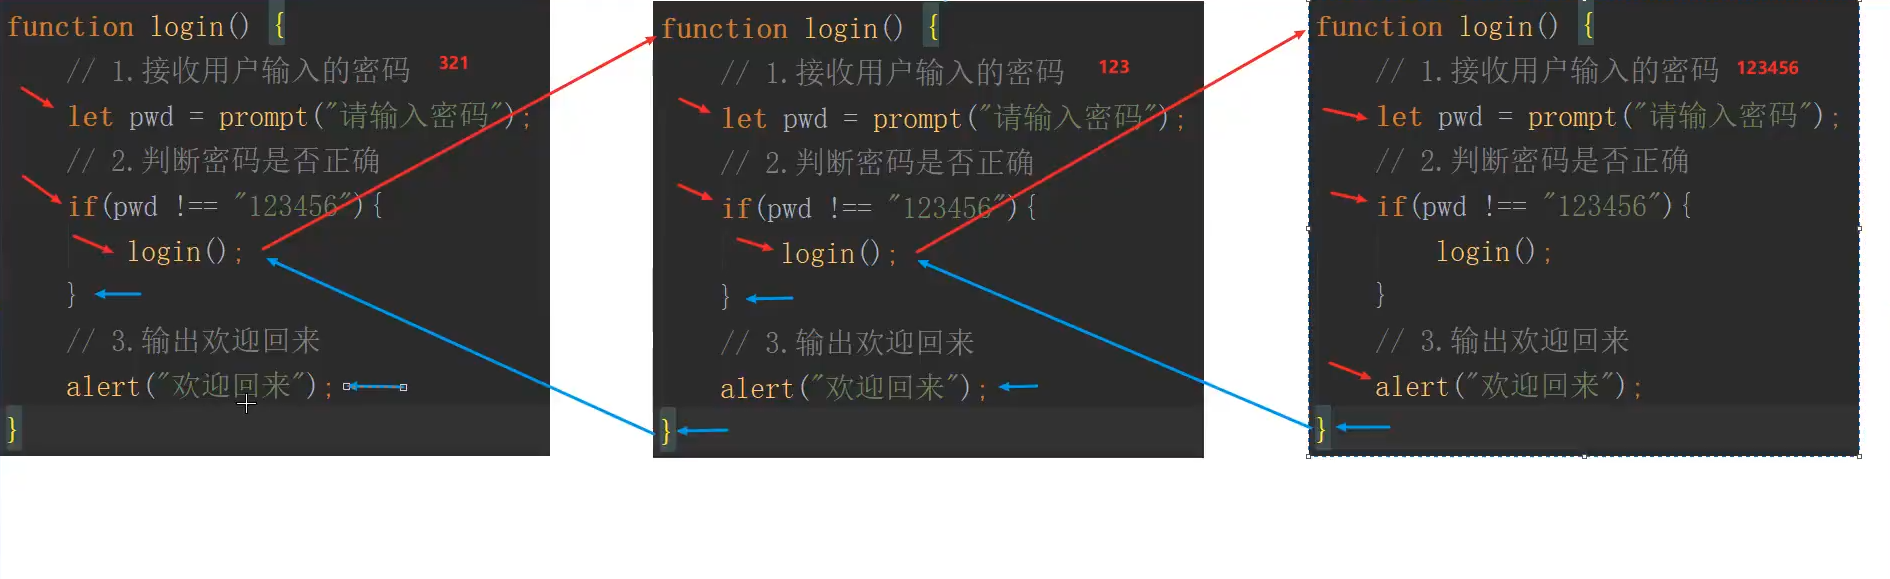 function login() {
// 1.接收用户输入的密码 321
let pwd = prompt("请输入密码");
// 2.判断密码是否正确
if(pwd !== "123456"){
login();
}
// 3.输出欢迎回来
alert("欢迎回来");
}
function login() {
// 1.接收用户输入的密码 123
let pwd = prompt("请输入密码");
// 2.判断密码是否正确
if(pwd !== "123456"){
login();
}
// 3.输出欢迎回来
alert("欢迎回来");
}
function login() {
// 1.接收用户输入的密码 123456
let pwd = prompt("请输入密码");
// 2.判断密码是否正确
if(pwd !== "123456"){
login();
}
// 3.输出欢迎回来
alert("欢迎回来");
}